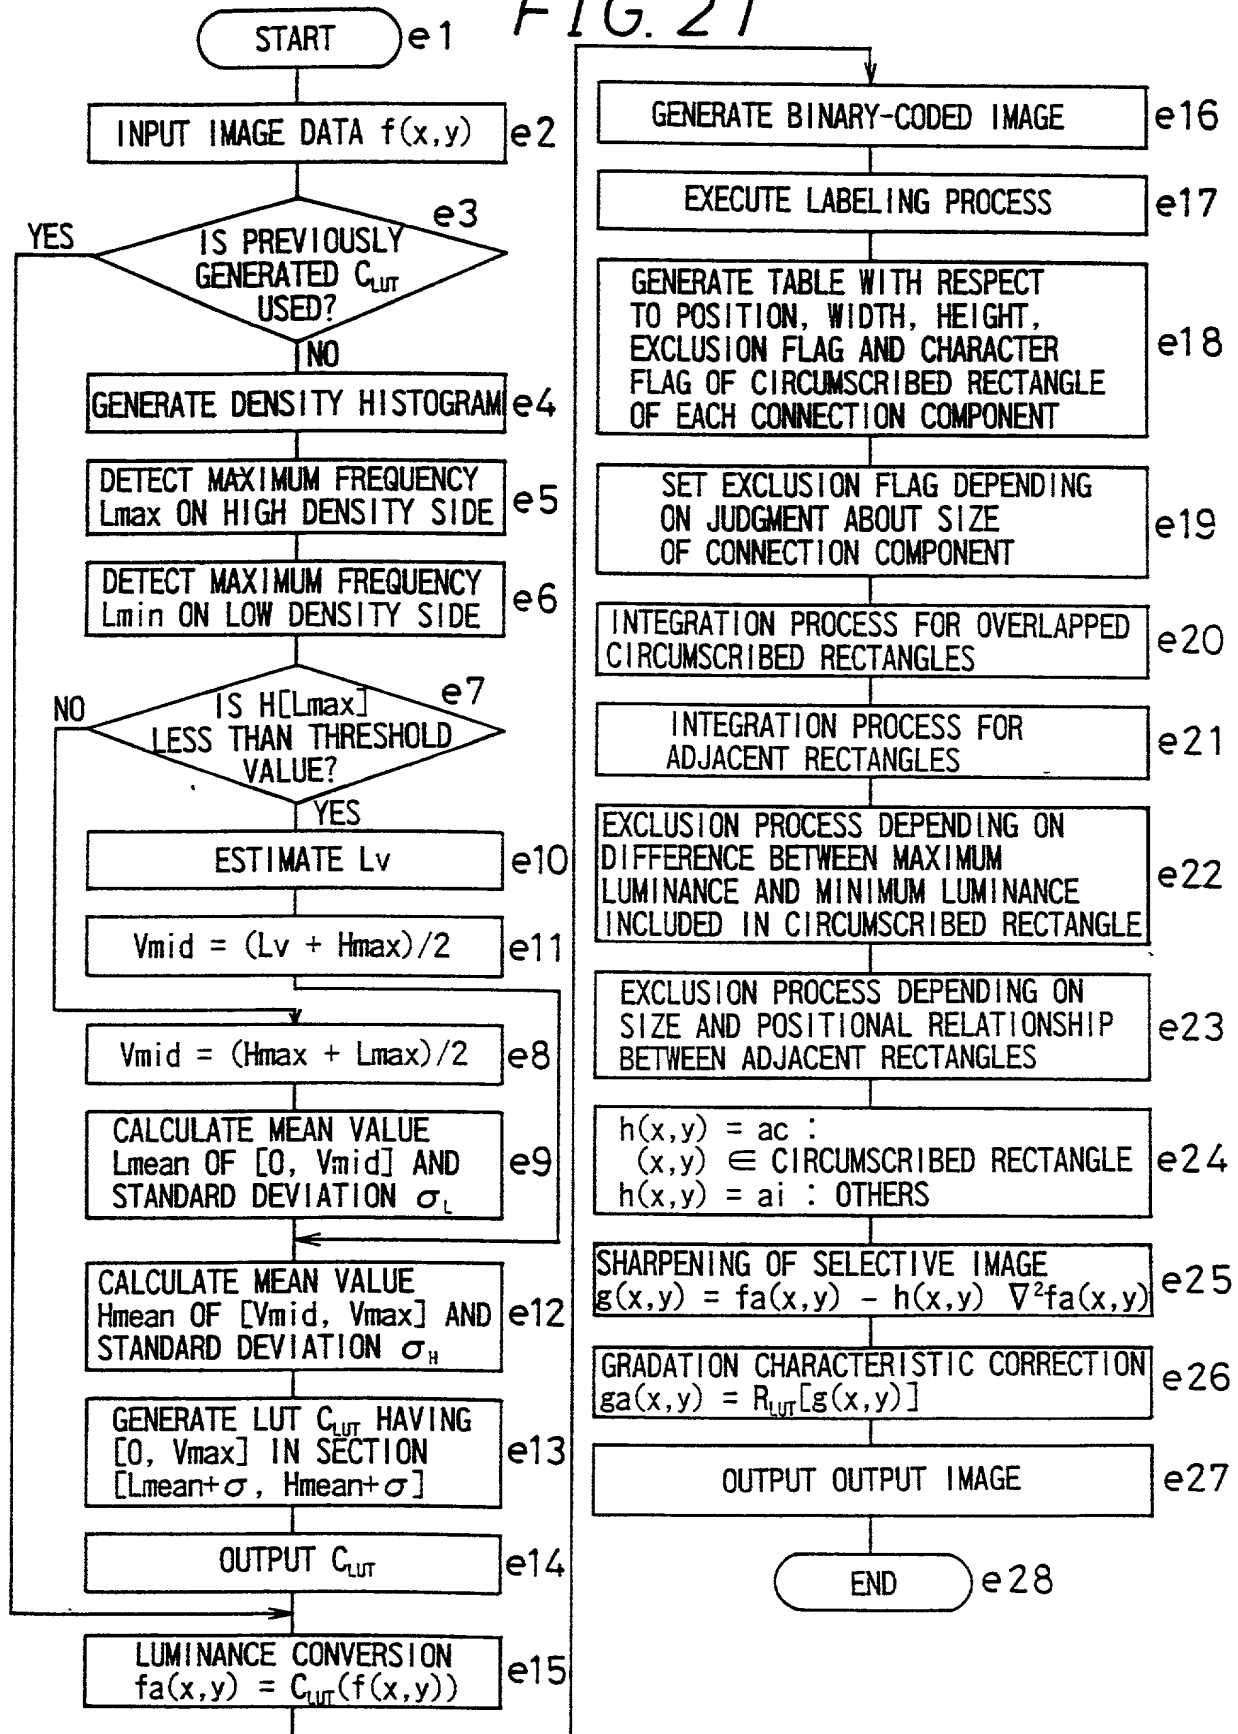 FIG. 21
START
e1
INPUT IMAGE DATA f(x,y)
e2
e3
YES
IS PREVIOUSLY
GENERATED C_LUT
USED?
NO
GENERATE DENSITY HISTOGRAM
e4
DETECT MAXIMUM FREQUENCY
Lmax ON HIGH DENSITY SIDE
e5
DETECT MAXIMUM FREQUENCY
Lmin ON LOW DENSITY SIDE
e6
e7
NO
IS H[Lmax]
LESS THAN THRESHOLD
VALUE?
YES
ESTIMATE Lv
e10
Vmid = (Lv + Hmax)/2
e11
Vmid = (Hmax + Lmax)/2
e8
CALCULATE MEAN VALUE
Lmean OF [0, Vmid] AND
STANDARD DEVIATION σ_L
e9
CALCULATE MEAN VALUE
Hmean OF [Vmid, Vmax] AND
STANDARD DEVIATION σ_H
e12
GENERATE LUT C_LUT HAVING
[0, Vmax] IN SECTION
[Lmean+σ, Hmean+σ]
e13
OUTPUT C_LUT
e14
LUMINANCE CONVERSION
fa(x,y) = C_LUT(f(x,y))
e15
GENERATE BINARY-CODED IMAGE
e16
EXECUTE LABELING PROCESS
e17
GENERATE TABLE WITH RESPECT
TO POSITION, WIDTH, HEIGHT,
EXCLUSION FLAG AND CHARACTER
FLAG OF CIRCUMSCRIBED RECTANGLE
OF EACH CONNECTION COMPONENT
e18
SET EXCLUSION FLAG DEPENDING
ON JUDGMENT ABOUT SIZE
OF CONNECTION COMPONENT
e19
INTEGRATION PROCESS FOR OVERLAPPED
CIRCUMSCRIBED RECTANGLES
e20
INTEGRATION PROCESS FOR
ADJACENT RECTANGLES
e21
EXCLUSION PROCESS DEPENDING ON
DIFFERENCE BETWEEN MAXIMUM
LUMINANCE AND MINIMUM LUMINANCE
INCLUDED IN CIRCUMSCRIBED RECTANGLE
e22
EXCLUSION PROCESS DEPENDING ON
SIZE AND POSITIONAL RELATIONSHIP
BETWEEN ADJACENT RECTANGLES
e23
h(x,y) = ac :
(x,y) ∈ CIRCUMSCRIBED RECTANGLE
h(x,y) = ai : OTHERS
e24
SHARPENING OF SELECTIVE IMAGE
g(x,y) = fa(x,y) − h(x,y) ∇²fa(x,y)
e25
GRADATION CHARACTERISTIC CORRECTION
ga(x,y) = R_LUT[g(x,y)]
e26
OUTPUT OUTPUT IMAGE
e27
END
e28